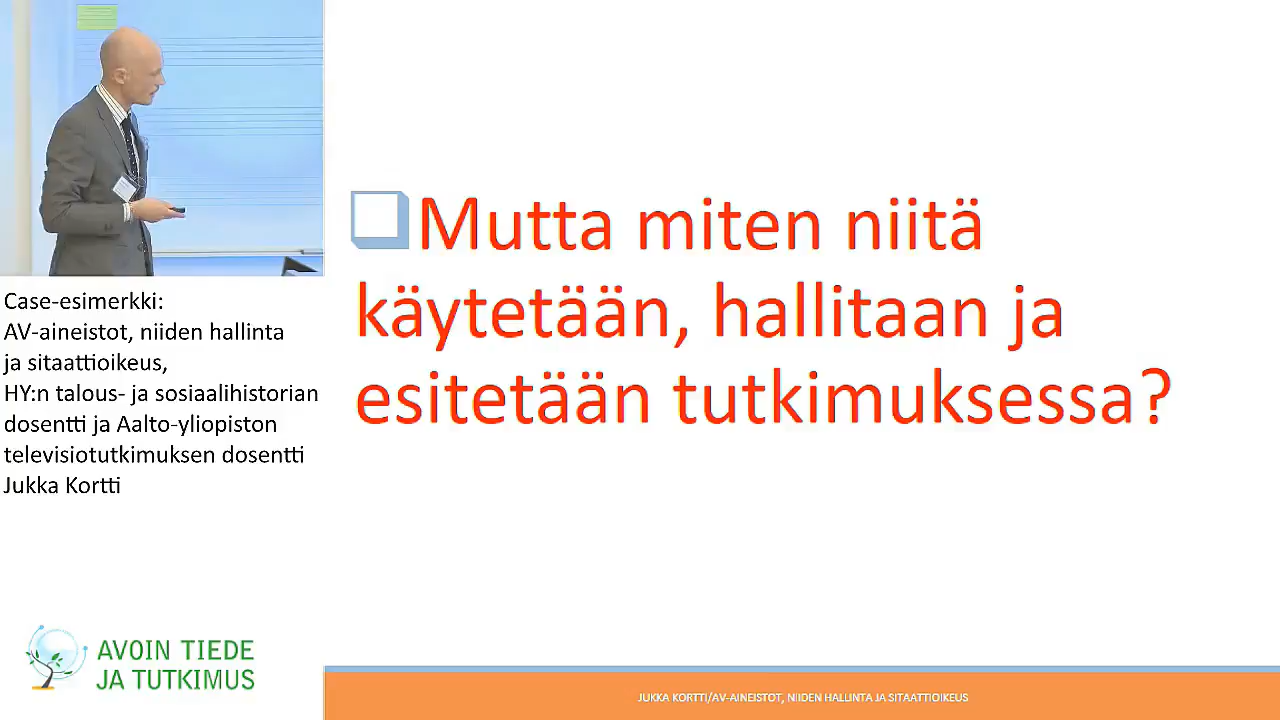 Mutta miten niitä
käytetään, hallitaan ja
esitetään tutkimuksessa?
Case-esimerkki:
AV-aineistot, niiden hallinta
ja sitaattioikeus,
HY:n talous- ja sosiaalihistorian
dosentti ja Aalto-yliopiston
televisiotutkimuksen dosentti
Jukka Kortti
AVOIN TIEDE
JA TUTKIMUS
JUKKA KORTTI/AV-AINEISTOT, NIIDEN HALLINTA JA SITAATTIOIKEUS